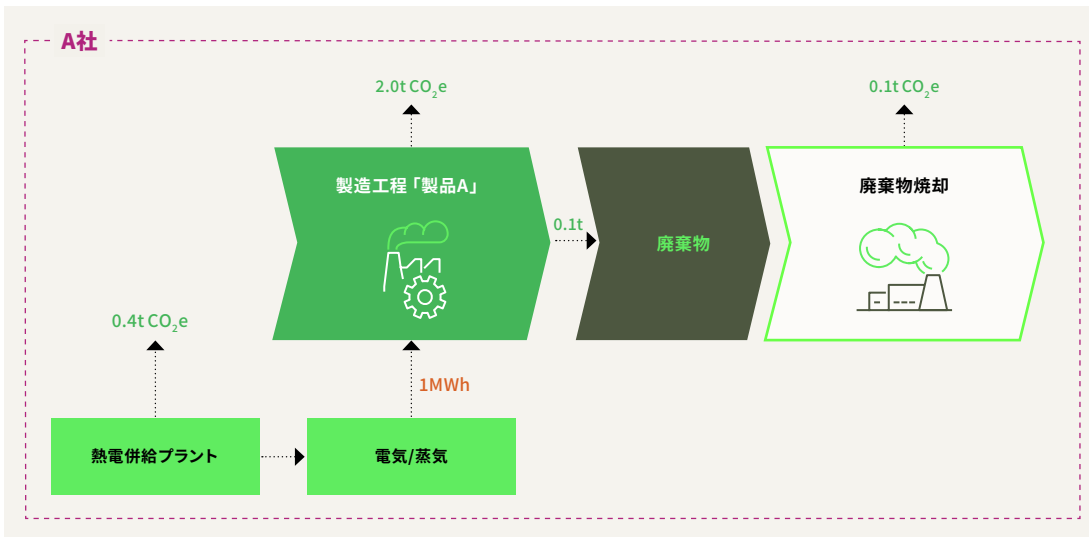 A社
2.0t CO₂e
0.1t CO₂e
製造工程「製品A」
廃棄物焼却
0.1t
廃棄物
0.4t CO₂e
1MWh
熱電併給プラント
電気/蒸気